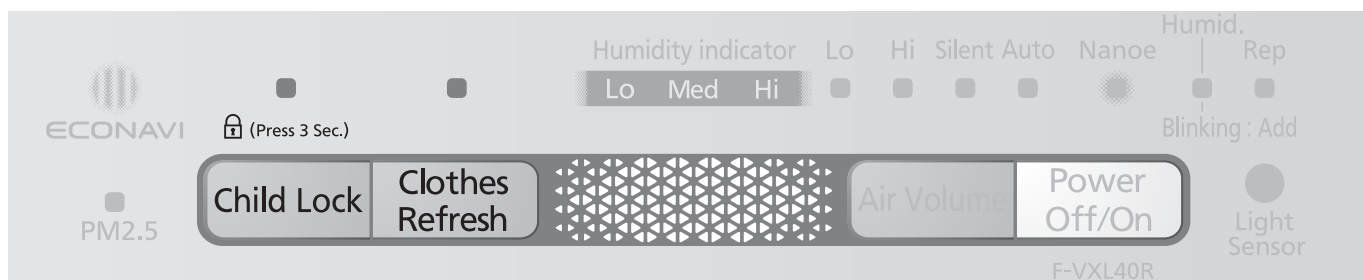 Humid.
Humidity indicator Lo Hi Silent Auto Nanoe Rep
Lo Med Hi
ECONAVI
(Press 3 Sec.)
Blinking : Add
Child Lock
Clothes
Refresh
Air Volume
Power
Off/On
PM2.5
Light
Sensor
F-VXL40R